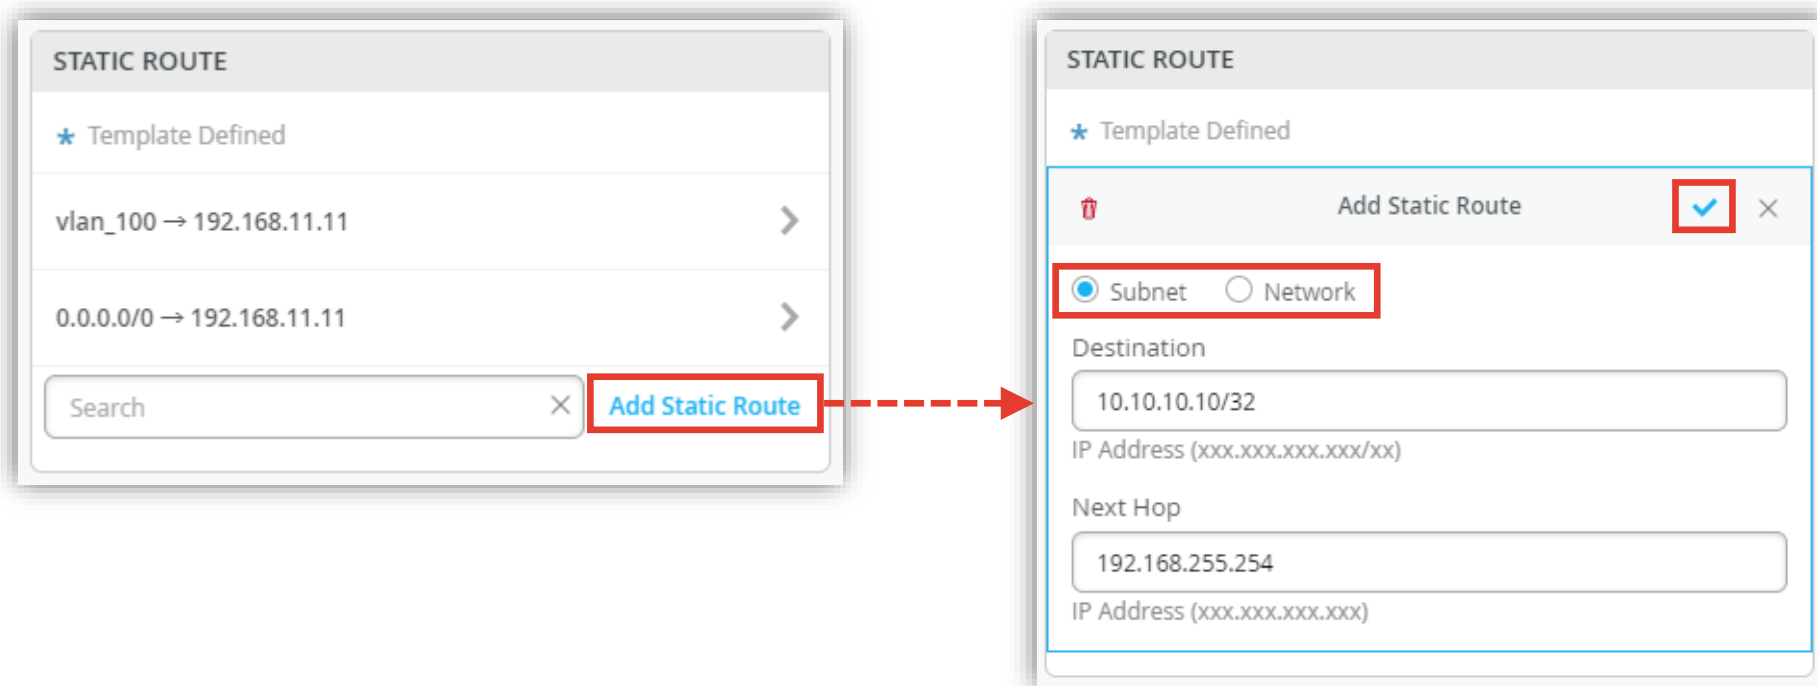 STATIC ROUTE
* Template Defined
vlan_100 → 192.168.11.11
0.0.0.0/0 → 192.168.11.11
Search
Add Static Route
STATIC ROUTE
* Template Defined
Add Static Route
Subnet Network
Destination
10.10.10.10/32
IP Address (xxx.xxx.xxx.xxx/xx)
Next Hop
192.168.255.254
IP Address (xxx.xxx.xxx.xxx)